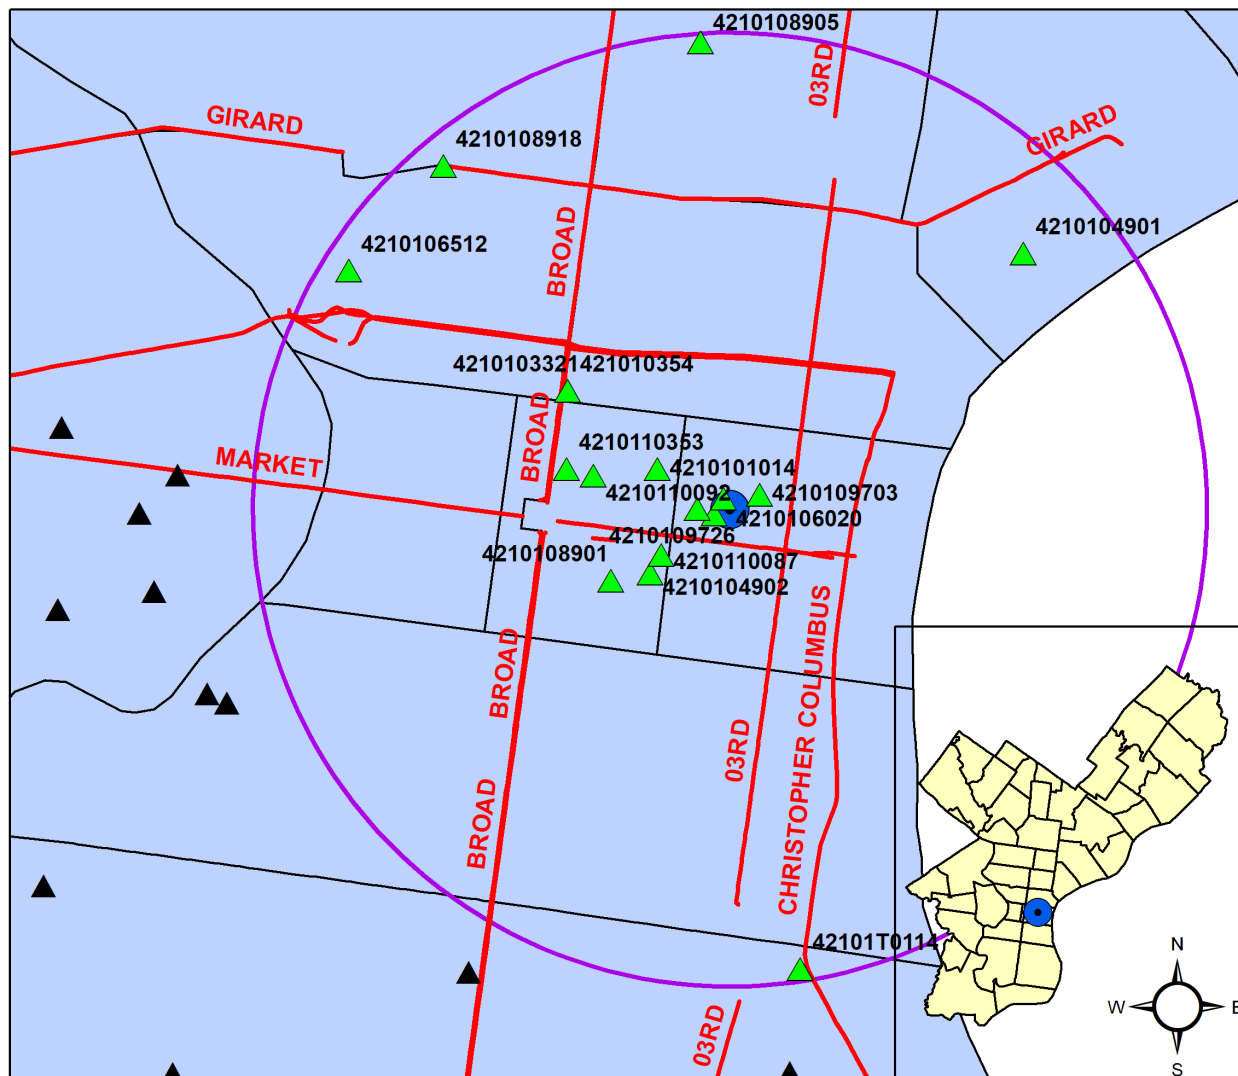 4210108905
03RD
GIRARD
GIRARD
4210108918
4210104901
4210106512
BROAD
4210103321421010354
BROAD
4210110353
MARKET
4210101014
4210110092
4210109703
4210106020
4210109726
4210108901
4210110087
4210104902
CHRISTOPHER COLUMBUS
BROAD
03RD
BROAD
42101T0114
03RD
N
W
E
S